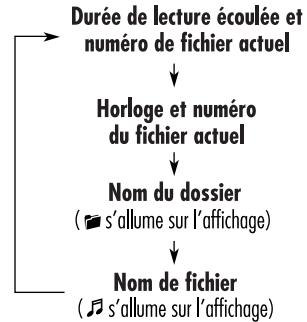 Durée de lecture écoulée et
numéro de fichier actuel
Horloge et numéro
du fichier actuel
Nom du dossier
( s'allume sur l'affichage)
Nom de fichier
( s'allume sur l'affichage)